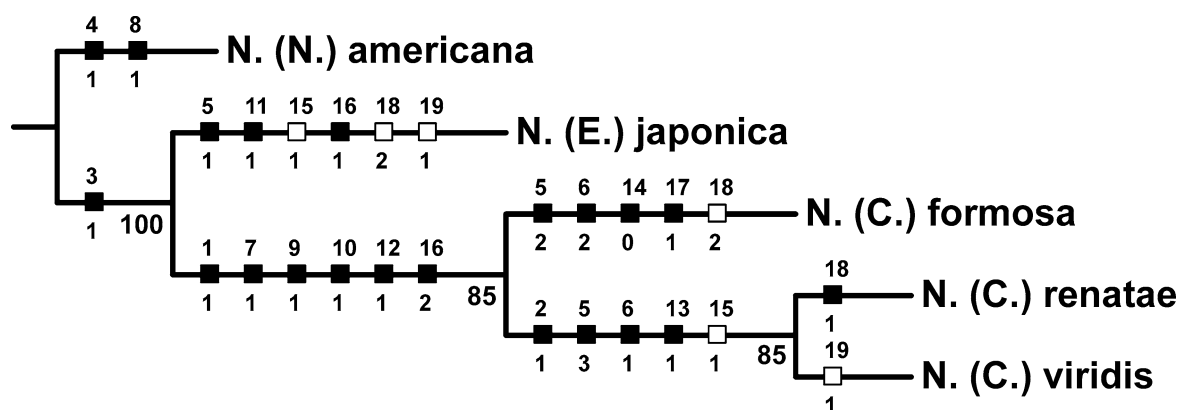 4 8
N. (N.) americana
1 1
5 11 15 16 18 19
N. (E.) japonica
1 1 1 1 2 1
3
1
100
5 6 14 17 18
N. (C.) formosa
2 2 0 1 2
1 7 9 10 12 16
1 1 1 1 1 2
85
18
N. (C.) renatae
1
2 5 6 13 15
1 3 1 1 1
85
19
N. (C.) viridis
1